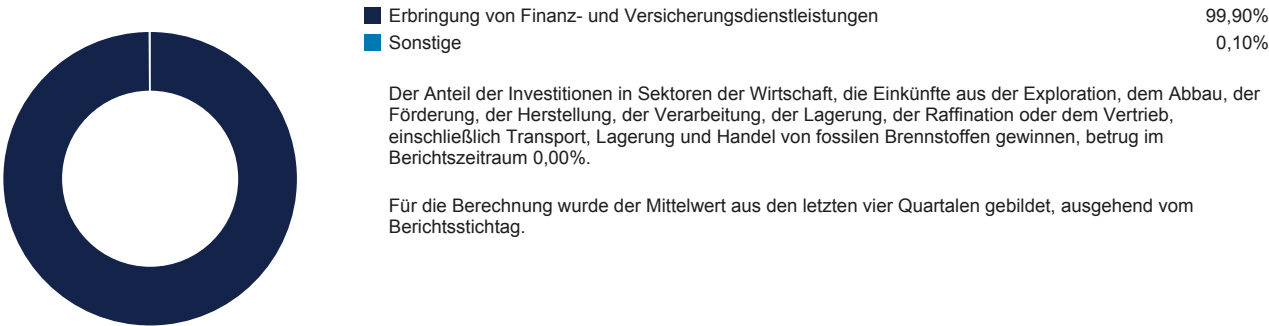 Erbringung von Finanz- und Versicherungsdienstleistungen 99,90%
Sonstige 0,10%
Der Anteil der Investitionen in Sektoren der Wirtschaft, die Einkünfte aus der Exploration, dem Abbau, der
Förderung, der Herstellung, der Verarbeitung, der Lagerung, der Raffination oder dem Vertrieb,
einschließlich Transport, Lagerung und Handel von fossilen Brennstoffen gewinnen, betrug im
Berichtszeitraum 0,00%.
Für die Berechnung wurde der Mittelwert aus den letzten vier Quartalen gebildet, ausgehend vom
Berichtsstichtag.